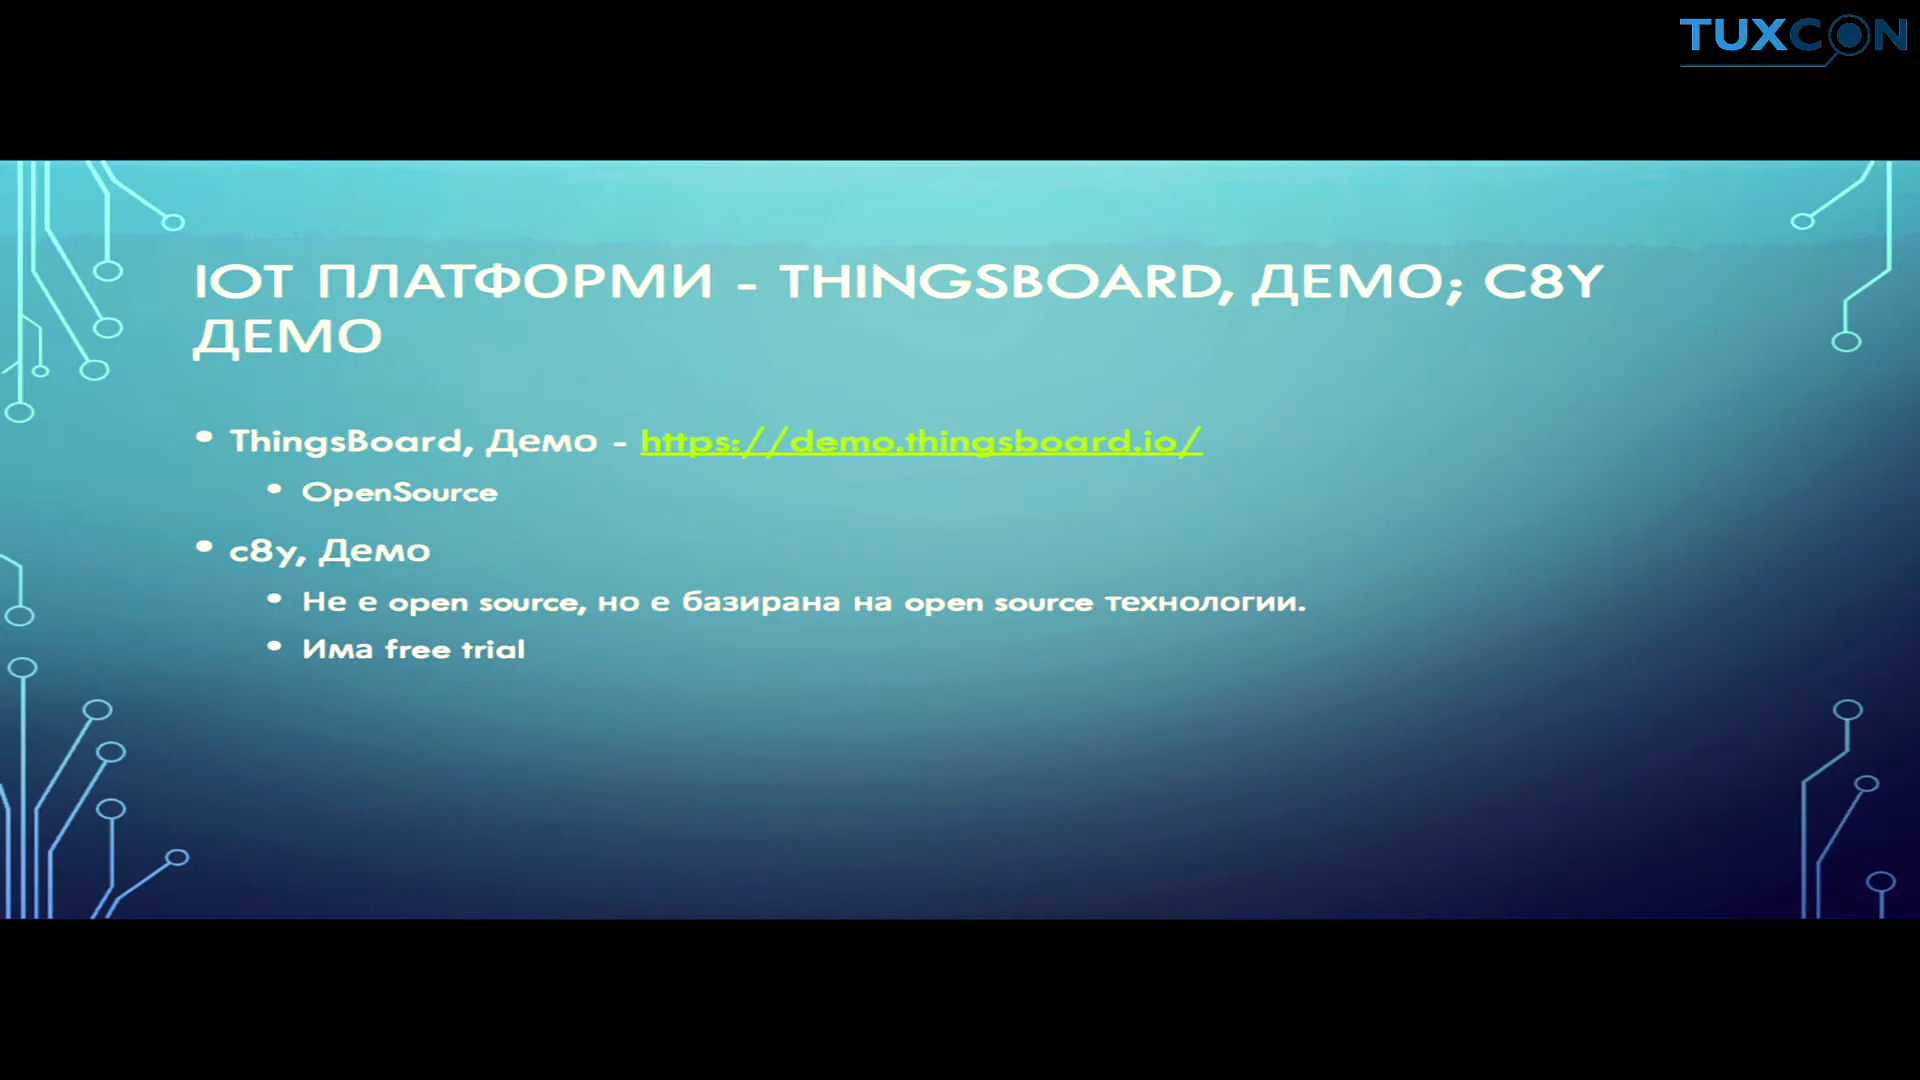 TUXCON
IOT ПЛАТФОРМИ - THINGSBOARD, ДЕМО; C8Y
ДЕМО
• ThingsBoard, Демо - https://demo.thingsboard.io/
• OpenSource
• c8y, Демо
• Не е open source, но е базирана на open source технологии.
• Има free trial